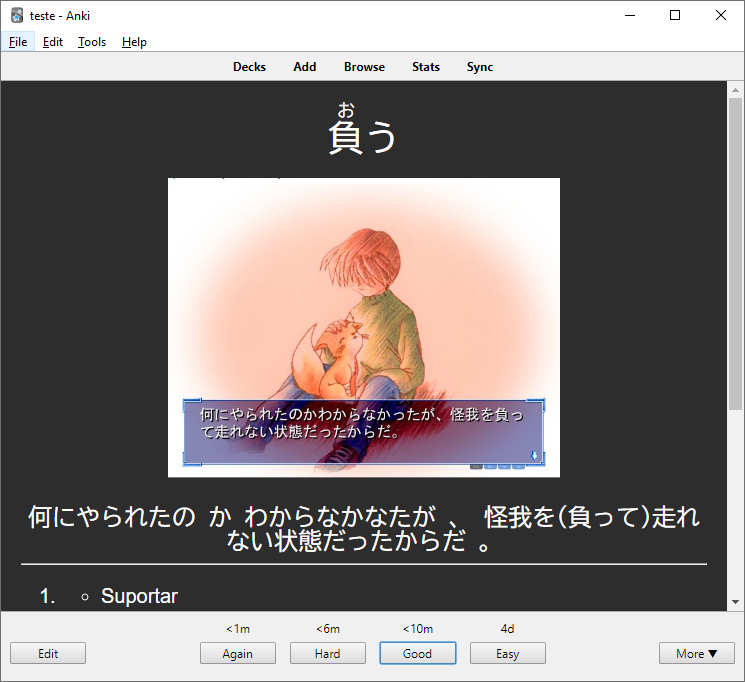 teste - Anki
File Edit Tools Help
Decks Add Browse Stats Sync
お
負う
何にやられたのかわからなかったが、怪我を負っ
て走れない状態だったからだ。
何にやられたの か わからなかなたが 、 怪我を(負って)走れ
ない状態だったからだ 。
1. ○ Suportar
<1m <6m <10m 4d
Edit Again Hard Good Easy More ▼